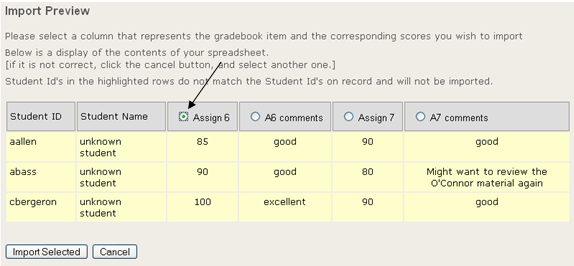 Import Preview
Please select a column that represents the gradebook item and the corresponding scores you wish to import
Below is a display of the contents of your spreadsheet.
[if it is not correct, click the cancel button, and select another one.]
Student Id's in the highlighted rows do not match the Student Id's on record and will not be imported.
Student ID Student Name Assign 6 A6 comments Assign 7 A7 comments
aallen unknown 85 good 90 good
student
abass unknown 90 good 80 Might want to review the
student O'Connor material again
cbergeron unknown 100 excellent 90 good
student
Import Selected Cancel